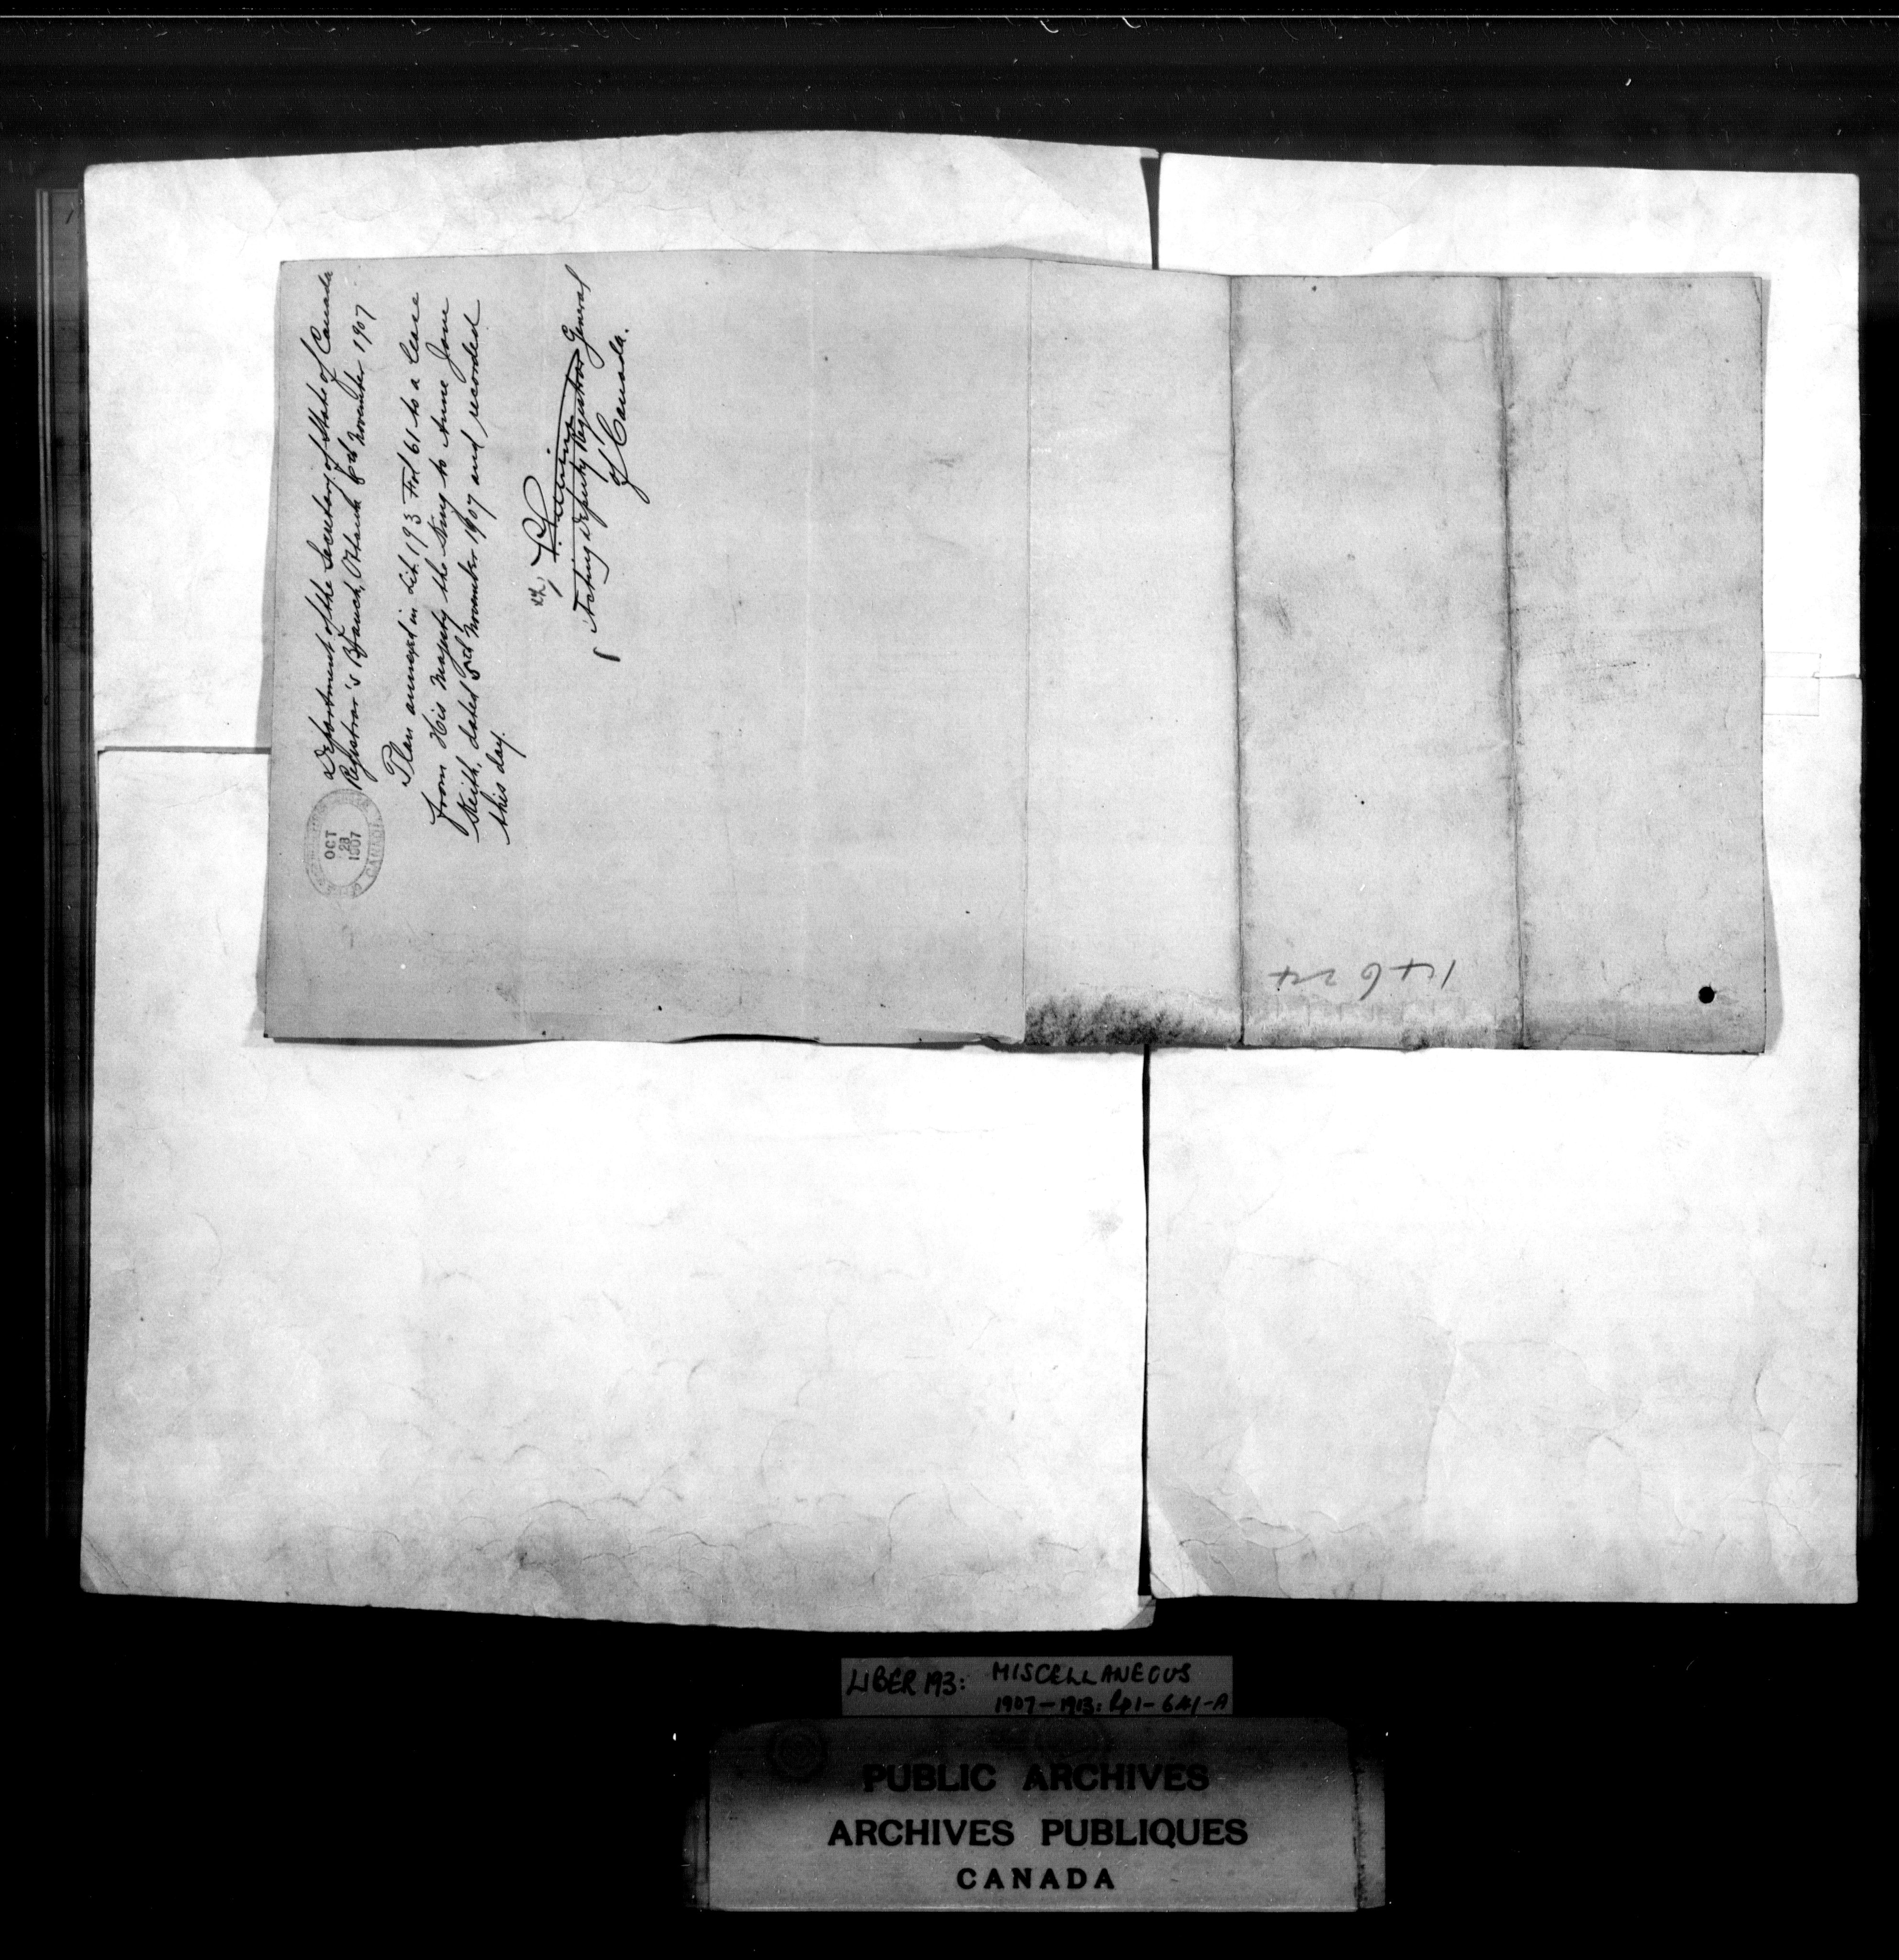 Department of the Secretary of State of Canada
Registrar's Branch, Ottawa November 1907
Plan annexed in Lib 193 Fol 61 to a lease
from His Majesty the King to Anne Jane
Keith, dated November 1907 and recorded
this day.
Acting Deputy Registrar General
of Canada.
OCT
28
1907
CANADA
14624
LIBER 193: MISCELLANEOUS
1907-1913:
PUBLIC ARCHIVES
ARCHIVES PUBLIQUES
CANADA